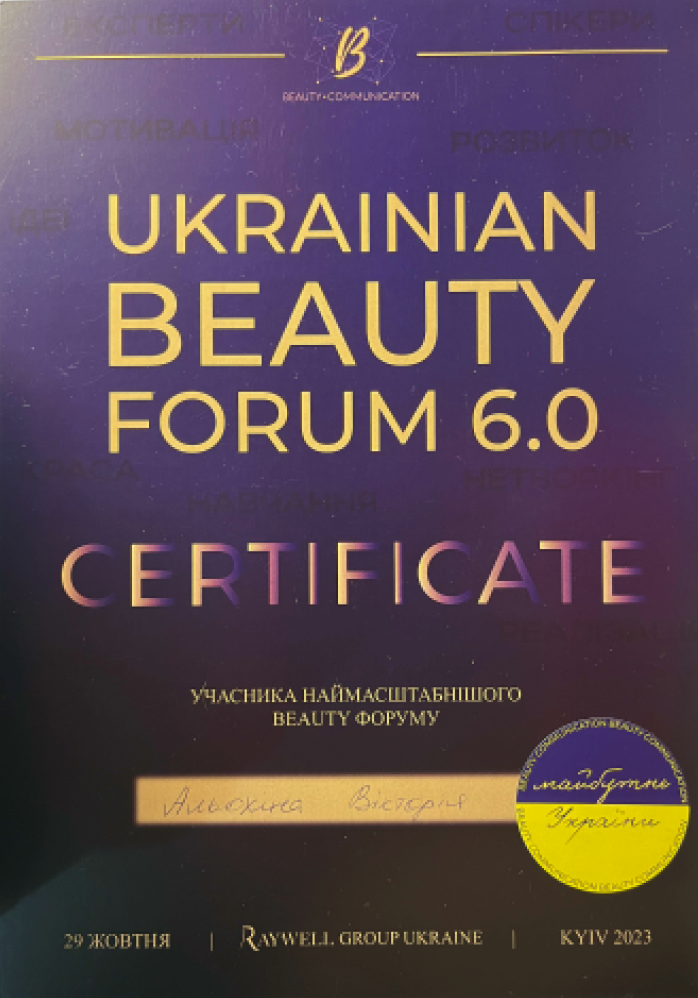 ЕКСПЕРТИ
СПІКЕРИ
B
BEAUTY•COMMUNICATION
МОТИВАЦІЯ
РОЗВИТОК
ІДЕЇ
UKRAINIAN
BEAUTY
FORUM 6.0
КРАСА
НЕТВОРКІНГ
НАВЧАННЯ
CERTIFICATE
РЕАЛІЗАЦІЯ
УЧАСНИКА НАЙМАСШТАБНІШОГО
BEAUTY ФОРУМУ
Альохіна Вікторія
BEAUTY COMMUNICATION BEAUTY COMMUNICATION
майбутнє
України
BEAUTY COMMUNICATION BEAUTY COMMUNICATION
29 ЖОВТНЯ | RAYWELL GROUP UKRAINE | KYIV 2023